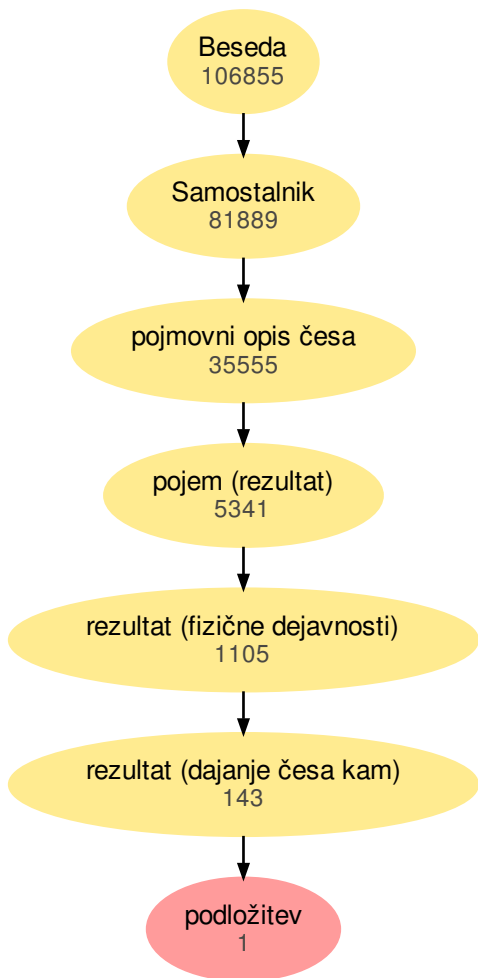 Beseda
106855
Samostalnik
81889
pojmovni opis česa
35555
pojem (rezultat)
5341
rezultat (fizične dejavnosti)
1105
rezultat (dajanje česa kam)
143
podložitev
1